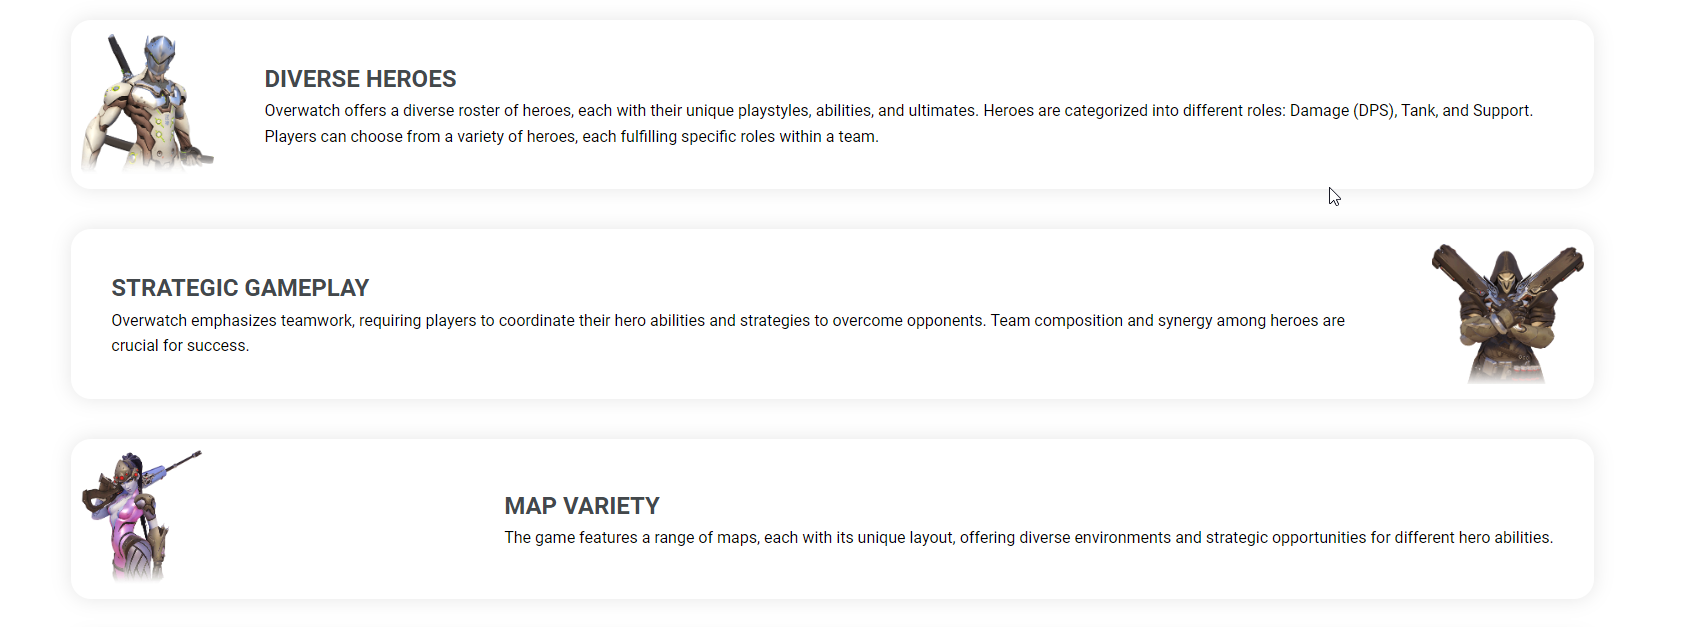 DIVERSE HEROES
Overwatch offers a diverse roster of heroes, each with their unique playstyles, abilities, and ultimates. Heroes are categorized into different roles: Damage (DPS), Tank, and Support.
Players can choose from a variety of heroes, each fulfilling specific roles within a team.
STRATEGIC GAMEPLAY
Overwatch emphasizes teamwork, requiring players to coordinate their hero abilities and strategies to overcome opponents. Team composition and synergy among heroes are
crucial for success.
MAP VARIETY
The game features a range of maps, each with its unique layout, offering diverse environments and strategic opportunities for different hero abilities.